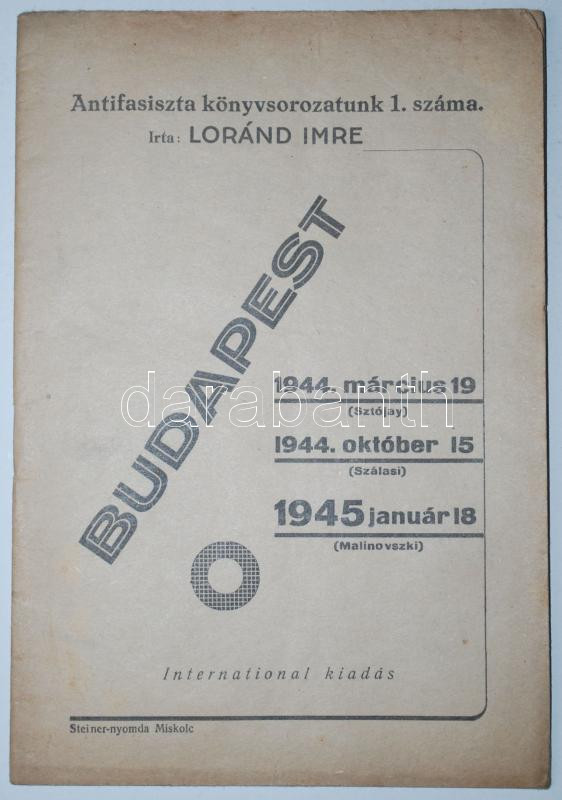 Antifasiszta könyvsorozatunk 1. száma.
Irta: LORÁND IMRE
BUDAPEST
1944. március 19
(Sztójay)
1944. október 15
(Szálasi)
1945 január 18
(Malinovszki)
International kiadás
Steiner-nyomda Miskolc
darabanth